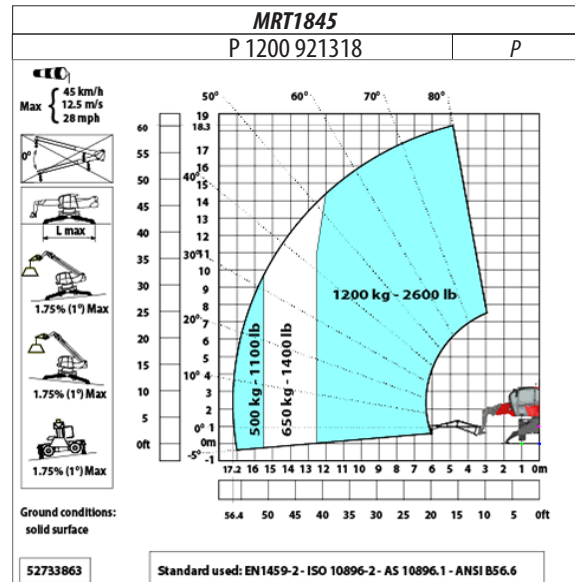 MRT1845
P 1200 921318 P
Max { 45 km/h
12.5 m/s
28 mph
0°
L max
1.75% (1°) Max
1.75% (1°) Max
1.75% (1°) Max
Ground conditions:
solid surface
52733863
50° 60° 70° 80°
40°
30°
20°
10°
0°
-5°
60
55
50
45
40
35
30
25
20
15
10
5
0ft
19
18.3
17
16
15
14
13
12
11
10
9
8
7
6
5
4
3
2
1
0m
-1
1200 kg - 2600 lb
650 kg - 1400 lb
500 kg - 1100 lb
17.2 16 15 14 13 12 11 10 9 8 7 6 5 4 3 2 1 0m
56.4 50 45 40 35 30 25 20 15 10 5 0ft
Standard used: EN1459-2 - ISO 10896-2 - AS 10896.1 - ANSI B56.6